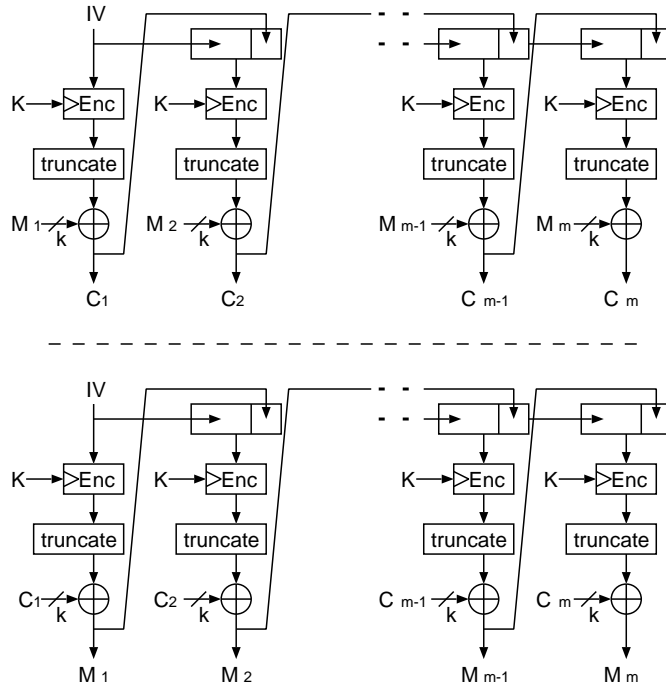 IV
K Enc K Enc K Enc K Enc
truncate truncate truncate truncate
M 1 k M 2 k M m-1 k M m k
C1 C2 C m-1 C m
IV
K Enc K Enc K Enc K Enc
truncate truncate truncate truncate
C1 k C2 k C m-1 k C m k
M 1 M 2 M m-1 M m